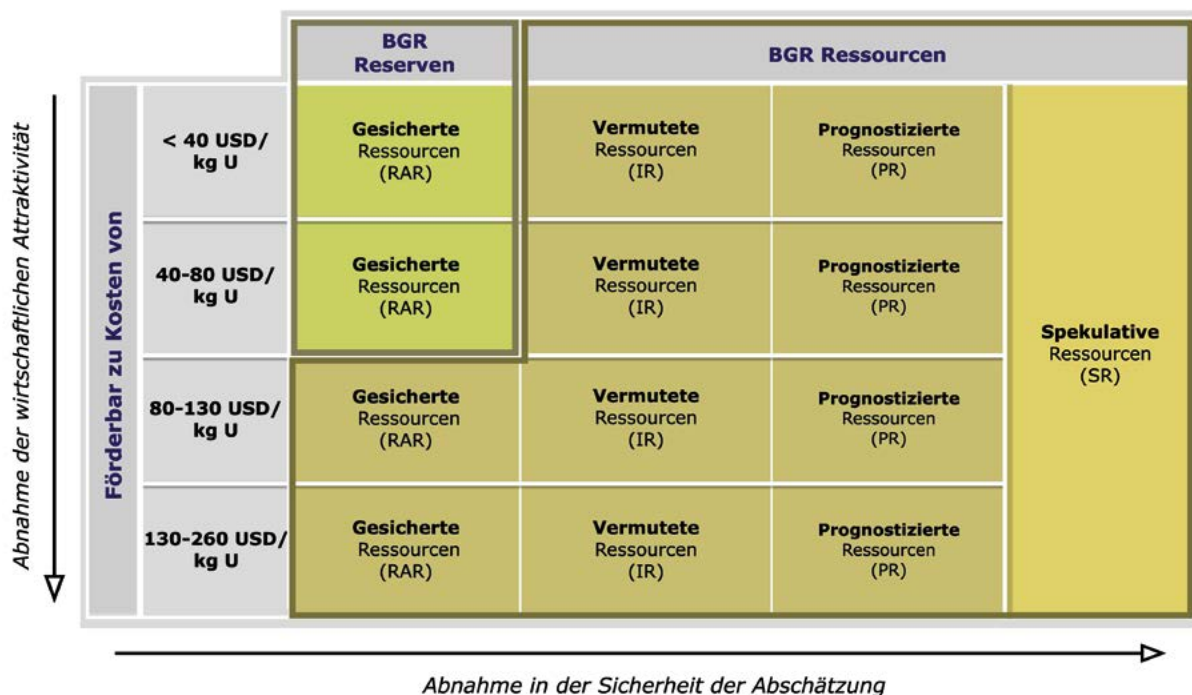 BGR
Reserven
BGR Ressourcen
Abnahme der wirtschaftlichen Attraktivität
Förderbar zu Kosten von
< 40 USD/
kg U
Gesicherte
Ressourcen
(RAR)
Vermutete
Ressourcen
(IR)
Prognostizierte
Ressourcen
(PR)
40-80 USD/
kg U
Gesicherte
Ressourcen
(RAR)
Vermutete
Ressourcen
(IR)
Prognostizierte
Ressourcen
(PR)
Spekulative
Ressourcen
(SR)
80-130 USD/
kg U
Gesicherte
Ressourcen
(RAR)
Vermutete
Ressourcen
(IR)
Prognostizierte
Ressourcen
(PR)
130-260 USD/
kg U
Gesicherte
Ressourcen
(RAR)
Vermutete
Ressourcen
(IR)
Prognostizierte
Ressourcen
(PR)
Abnahme in der Sicherheit der Abschätzung